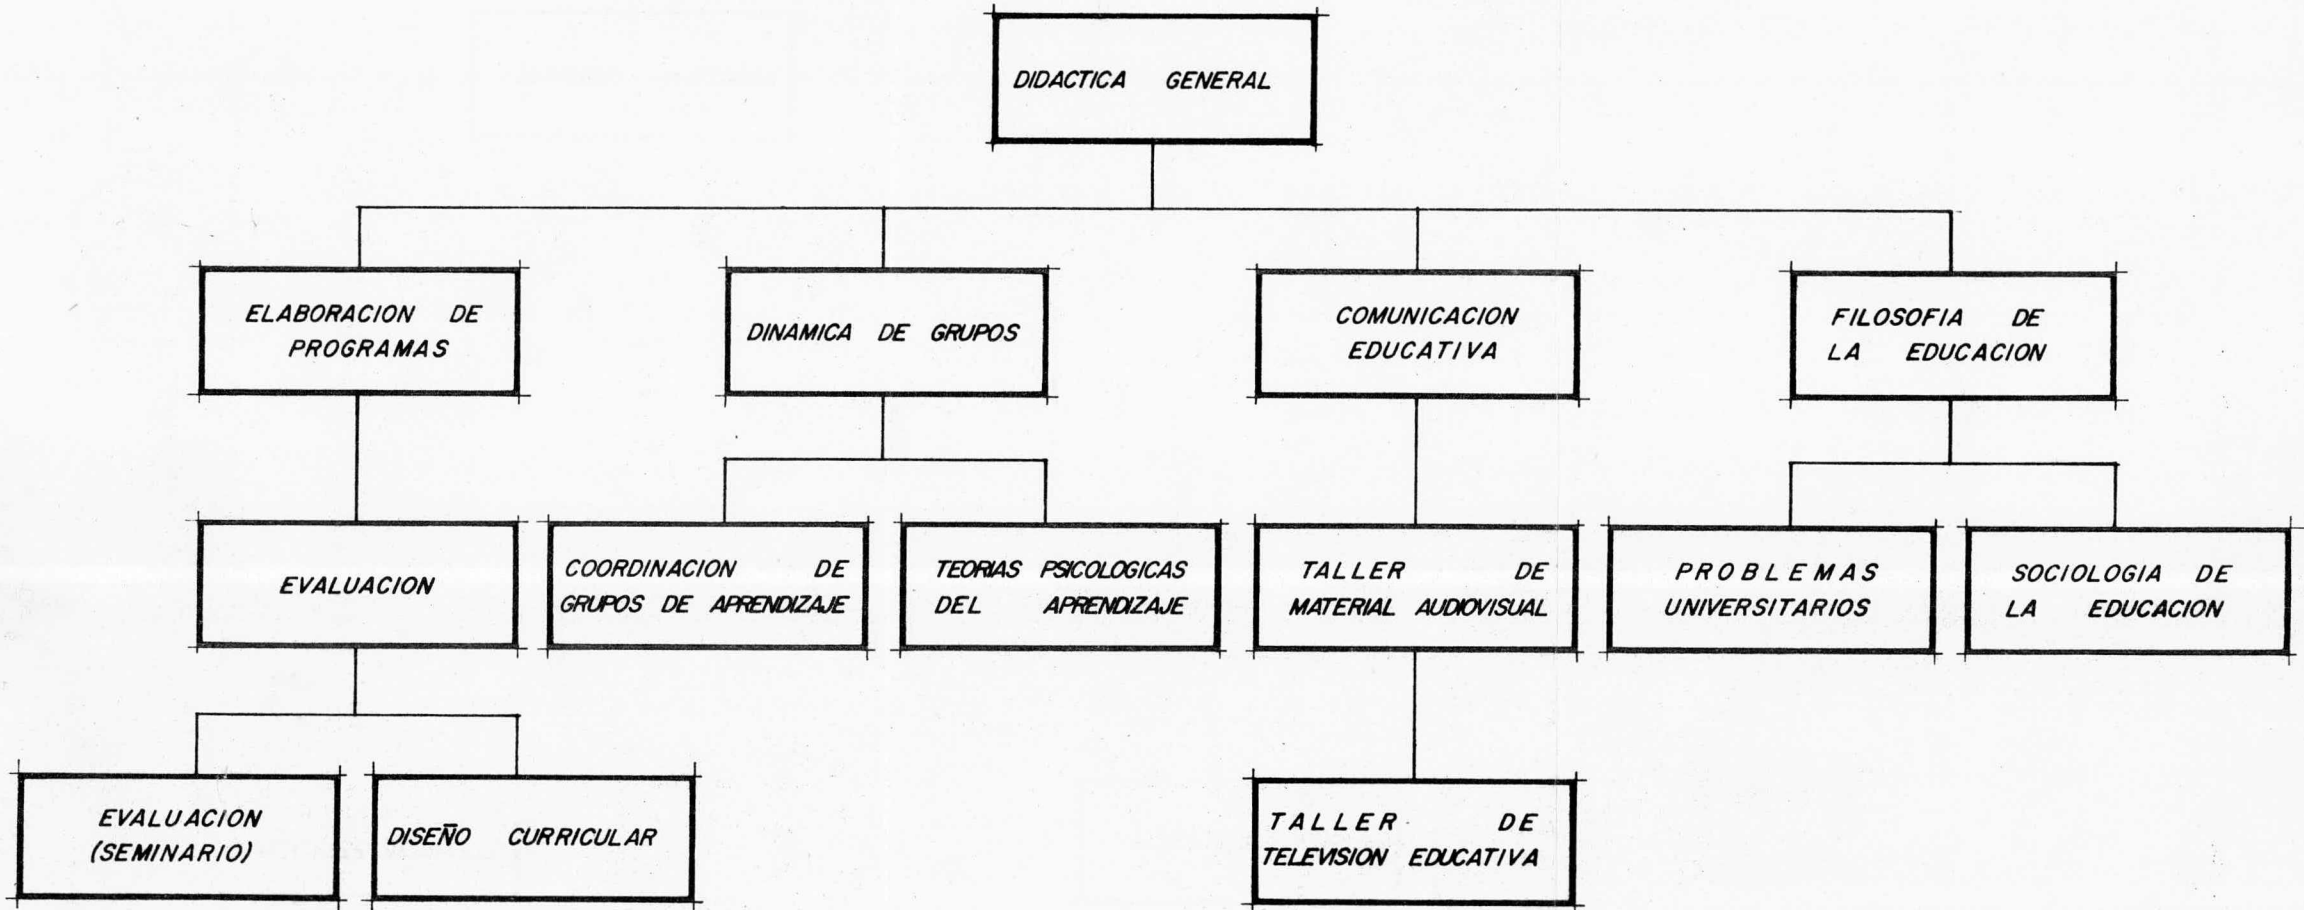 DIDACTICA GENERAL
ELABORACION DE
PROGRAMAS
DINAMICA DE GRUPOS
COMUNICACION
EDUCATIVA
FILOSOFIA DE
LA EDUCACION
EVALUACION
COORDINACION DE
GRUPOS DE APRENDIZAJE
TEORIAS PSICOLOGICAS
DEL APRENDIZAJE
TALLER DE
MATERIAL AUDIOVISUAL
PROBLEMAS
UNIVERSITARIOS
SOCIOLOGIA DE
LA EDUCACION
EVALUACION
(SEMINARIO)
DISEÑO CURRICULAR
TALLER DE
TELEVISION EDUCATIVA